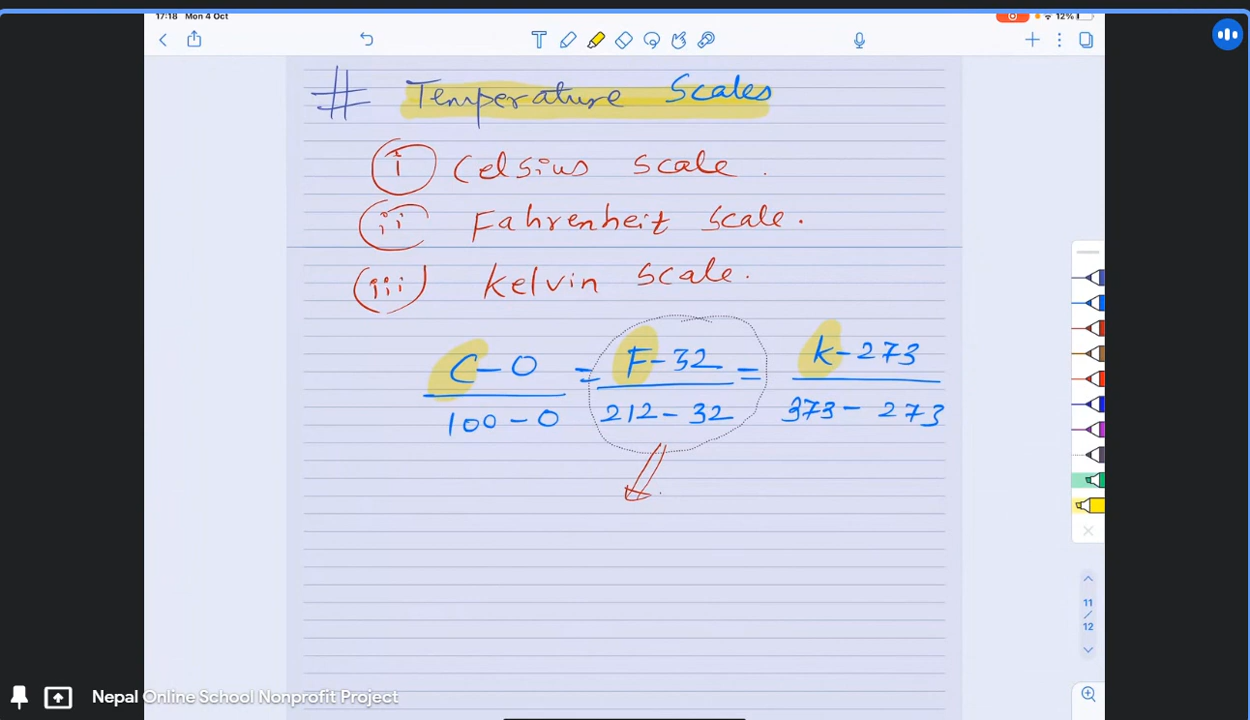 17:18 Mon 4 Oct
12%
# Temperature Scales
(i) Celsius Scale.
(ii) Fahrenheit Scale.
(iii) Kelvin Scale.
C-0 = F-32 = K-273
100-0 212-32 373-273
11
/
12
Nepal Online School Nonprofit Project